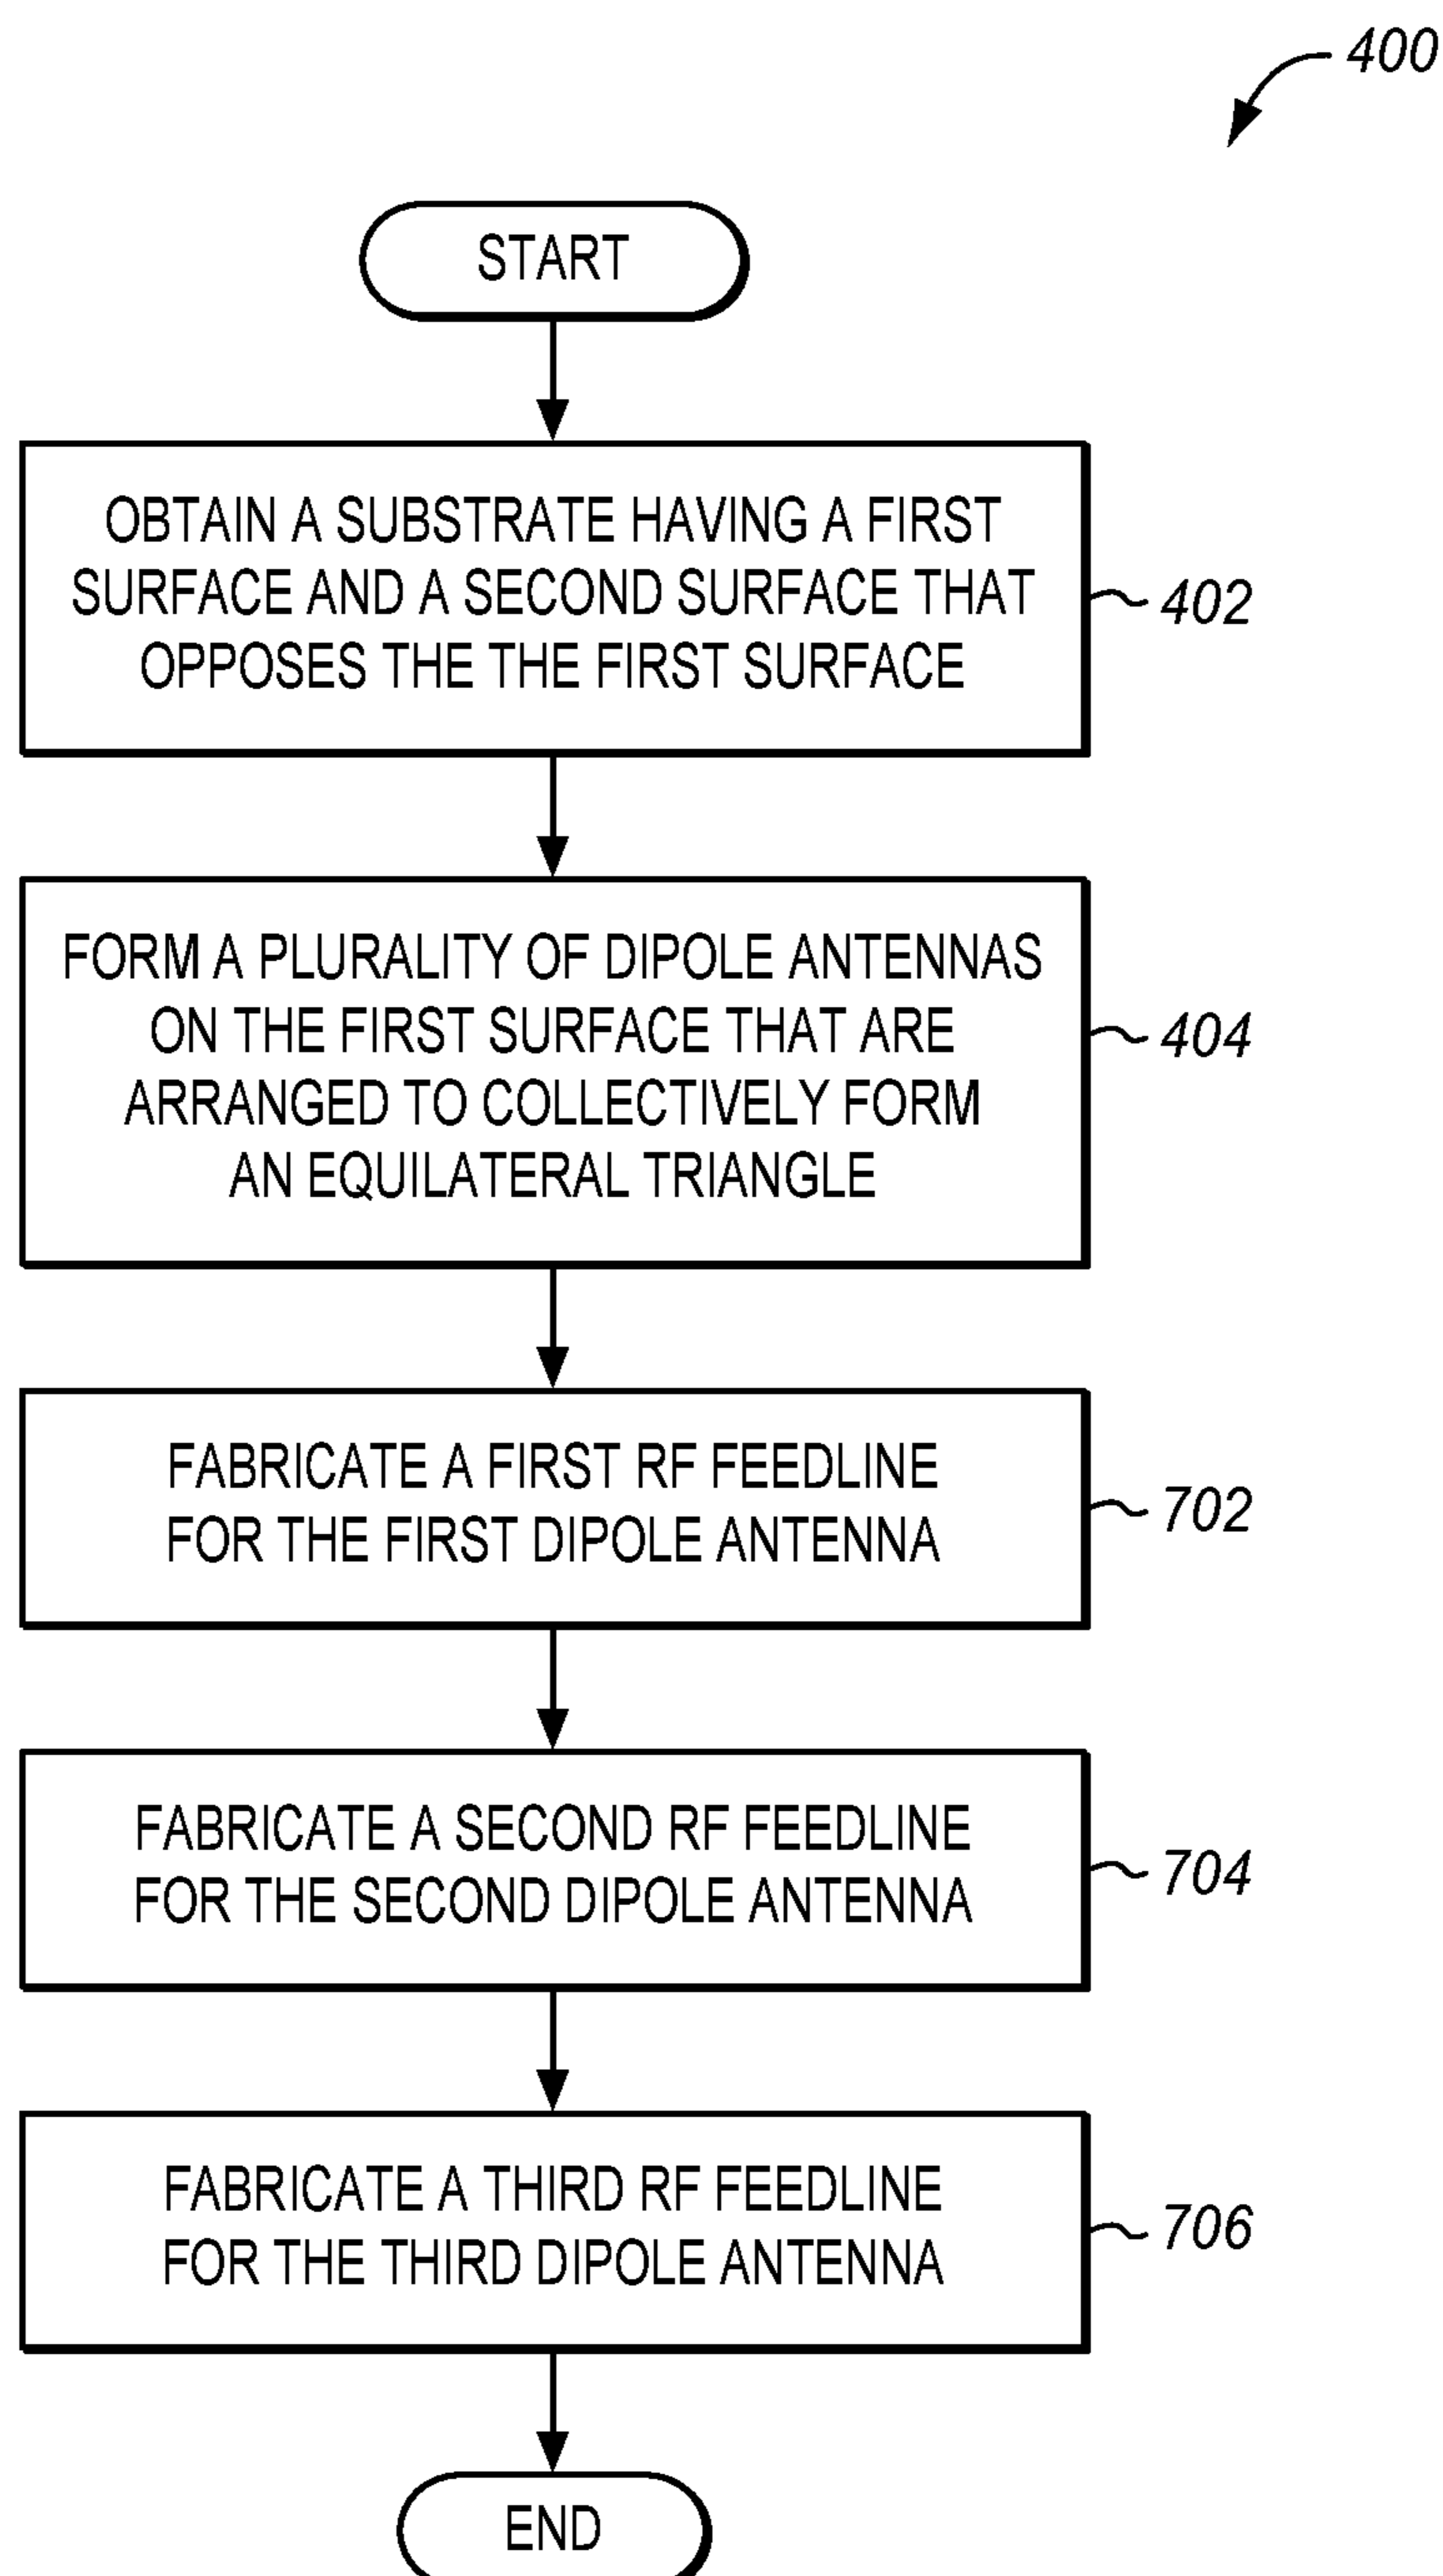 400
START
OBTAIN A SUBSTRATE HAVING A FIRST
SURFACE AND A SECOND SURFACE THAT
OPPOSES THE THE FIRST SURFACE
402
FORM A PLURALITY OF DIPOLE ANTENNAS
ON THE FIRST SURFACE THAT ARE
ARRANGED TO COLLECTIVELY FORM
AN EQUILATERAL TRIANGLE
404
FABRICATE A FIRST RF FEEDLINE
FOR THE FIRST DIPOLE ANTENNA
702
FABRICATE A SECOND RF FEEDLINE
FOR THE SECOND DIPOLE ANTENNA
704
FABRICATE A THIRD RF FEEDLINE
FOR THE THIRD DIPOLE ANTENNA
706
END